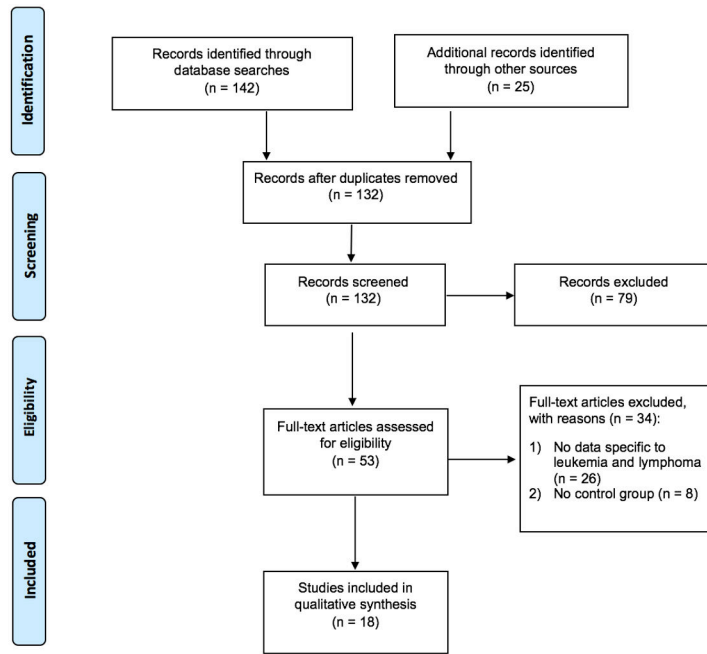 Identification
Records identified through
database searches
(n = 142)
Additional records identified
through other sources
(n = 25)
Records after duplicates removed
(n = 132)
Screening
Records screened
(n = 132)
Records excluded
(n = 79)
Eligibility
Full-text articles assessed
for eligibility
(n = 53)
Full-text articles excluded,
with reasons (n = 34):
1) No data specific to
leukemia and lymphoma
(n = 26)
2) No control group (n = 8)
Included
Studies included in
qualitative synthesis
(n = 18)